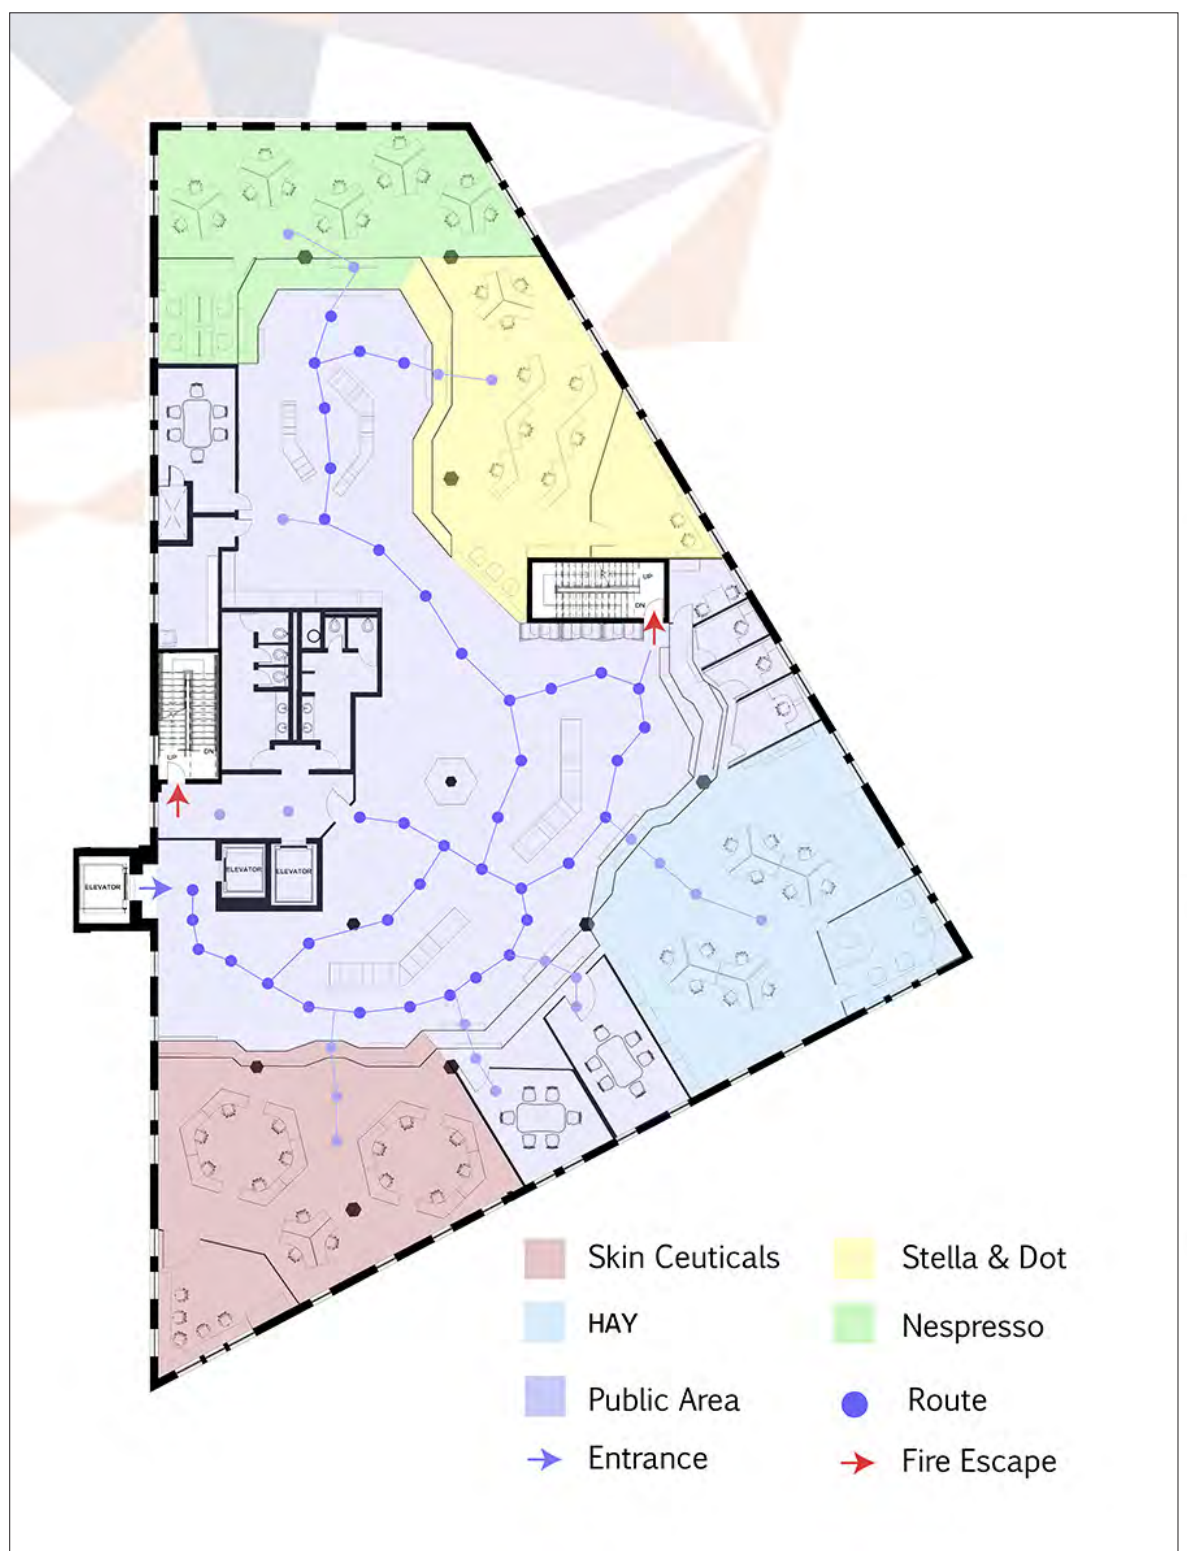 UP
DN
UP
DN
ELEVATOR
ELEVATOR
ELEVATOR
Skin Ceuticals
Stella & Dot
HAY
Nespresso
Public Area
Route
Entrance
Fire Escape